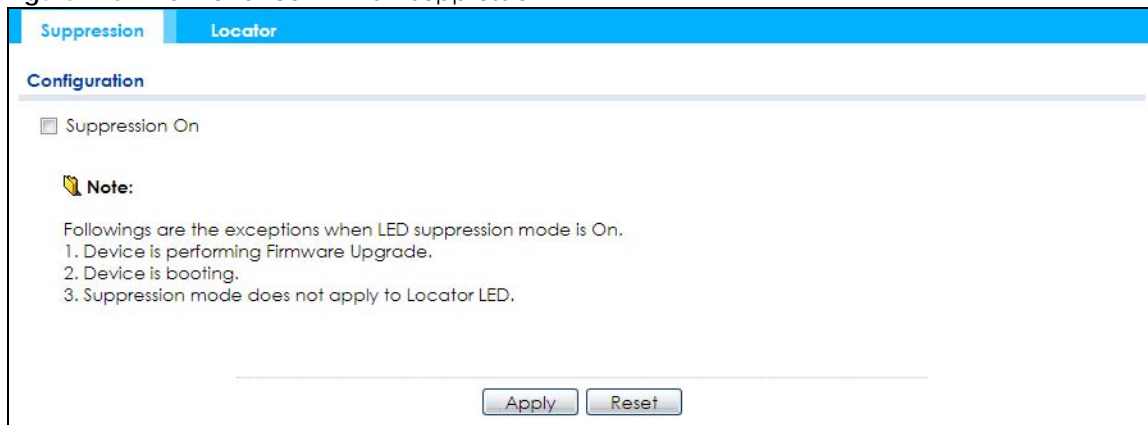 Suppression Locator
Configuration
Suppression On
Note:
Followings are the exceptions when LED suppression mode is On.
1. Device is performing Firmware Upgrade.
2. Device is booting.
3. Suppression mode does not apply to Locator LED.
Apply Reset